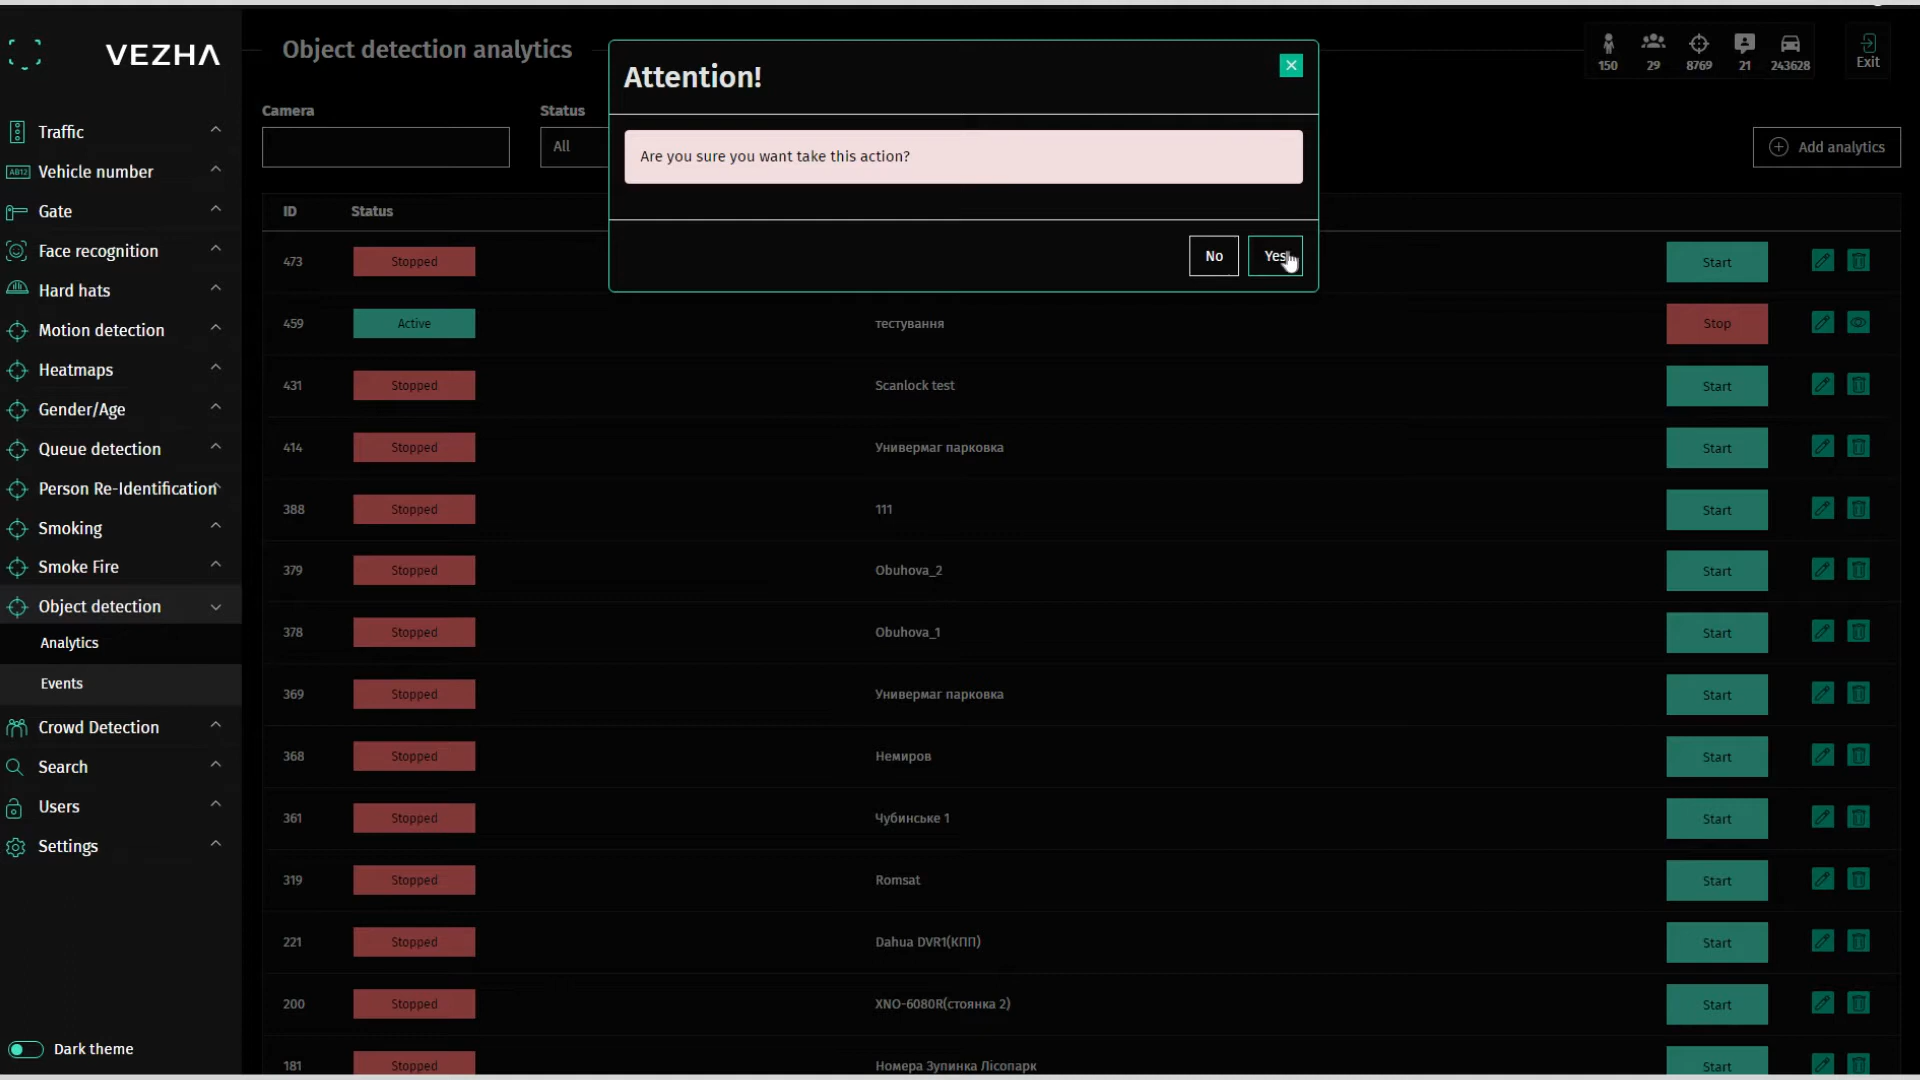 VEZHA
Traffic
AB12 Vehicle number
Gate
Face recognition
Hard hats
Motion detection
Heatmaps
Gender/Age
Queue detection
Person Re-Identification
Smoking
Smoke Fire
Object detection
Analytics
Events
Crowd Detection
Search
Users
Settings
Dark theme
Object detection analytics
150 29 8769 21 243628
Exit
Camera
Status
All
Add analytics
Attention!
Are you sure you want take this action?
No Yes
ID Status
473 Stopped Start
459 Active тестування Stop
431 Stopped Scanlock test Start
414 Stopped Универмаг парковка Start
388 Stopped 111 Start
379 Stopped Obuhova_2 Start
378 Stopped Obuhova_1 Start
369 Stopped Универмаг парковка Start
368 Stopped Немиров Start
361 Stopped Чубинське 1 Start
319 Stopped Romsat Start
221 Stopped Dahua DVR1(КПП) Start
200 Stopped XNO-6080R(стоянка 2) Start
181 Stopped Номера Зупинка Лісопарк Start